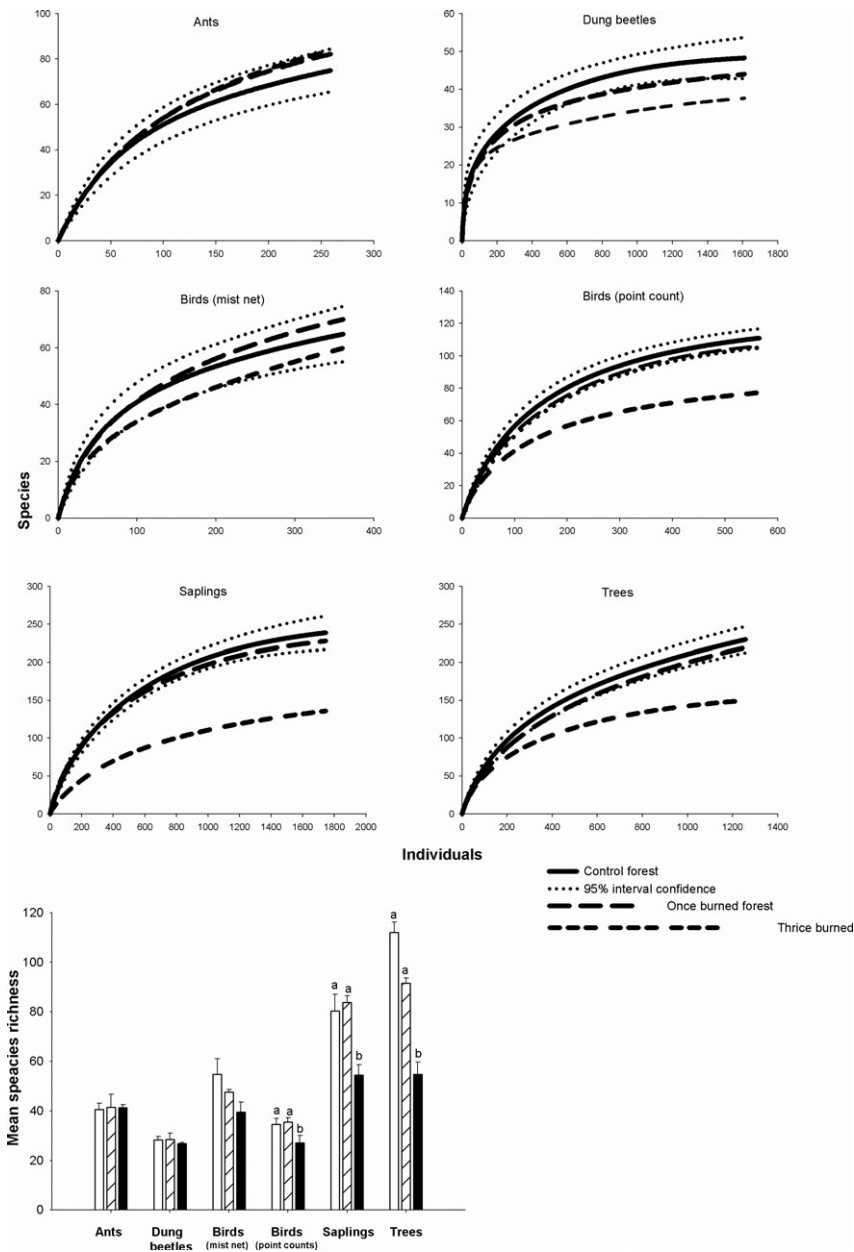 Ants
100
80
60
40
20
0
0 50 100 150 200 250 300
Dung beetles
60
50
40
30
20
10
0
0 200 400 600 800 1000 1200 1400 1600 1800
Birds (mist net)
80
60
40
20
0
0 100 200 300 400
Birds (point count)
140
120
100
80
60
40
20
0
0 100 200 300 400 500 600
Species
Saplings
300
250
200
150
100
50
0
0 200 400 600 800 1000 1200 1400 1600 1800 2000
Trees
300
250
200
150
100
50
0
0 200 400 600 800 1000 1200 1400
Individuals
Control forest
95% interval confidence
Once burned forest
Thrice burned
Mean speacies richness
120
100
80
60
40
20
0
a a b
a a b
a a b
Ants Dung beetles Birds (mist net) Birds (point counts) Saplings Trees